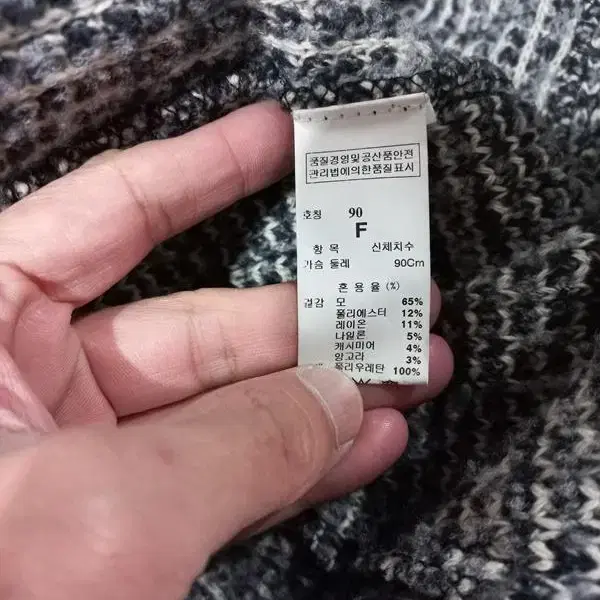 품질경영및공산품안전
관리법에의한품질표시
호칭 90
F
항 목 신체치수
가슴 둘레 90Cm
혼 용 율 (%)
겉감 모 65%
폴리에스터 12%
레이온 11%
나일론 5%
캐시미어 4%
앙고라 3%
폴리우레탄 100%